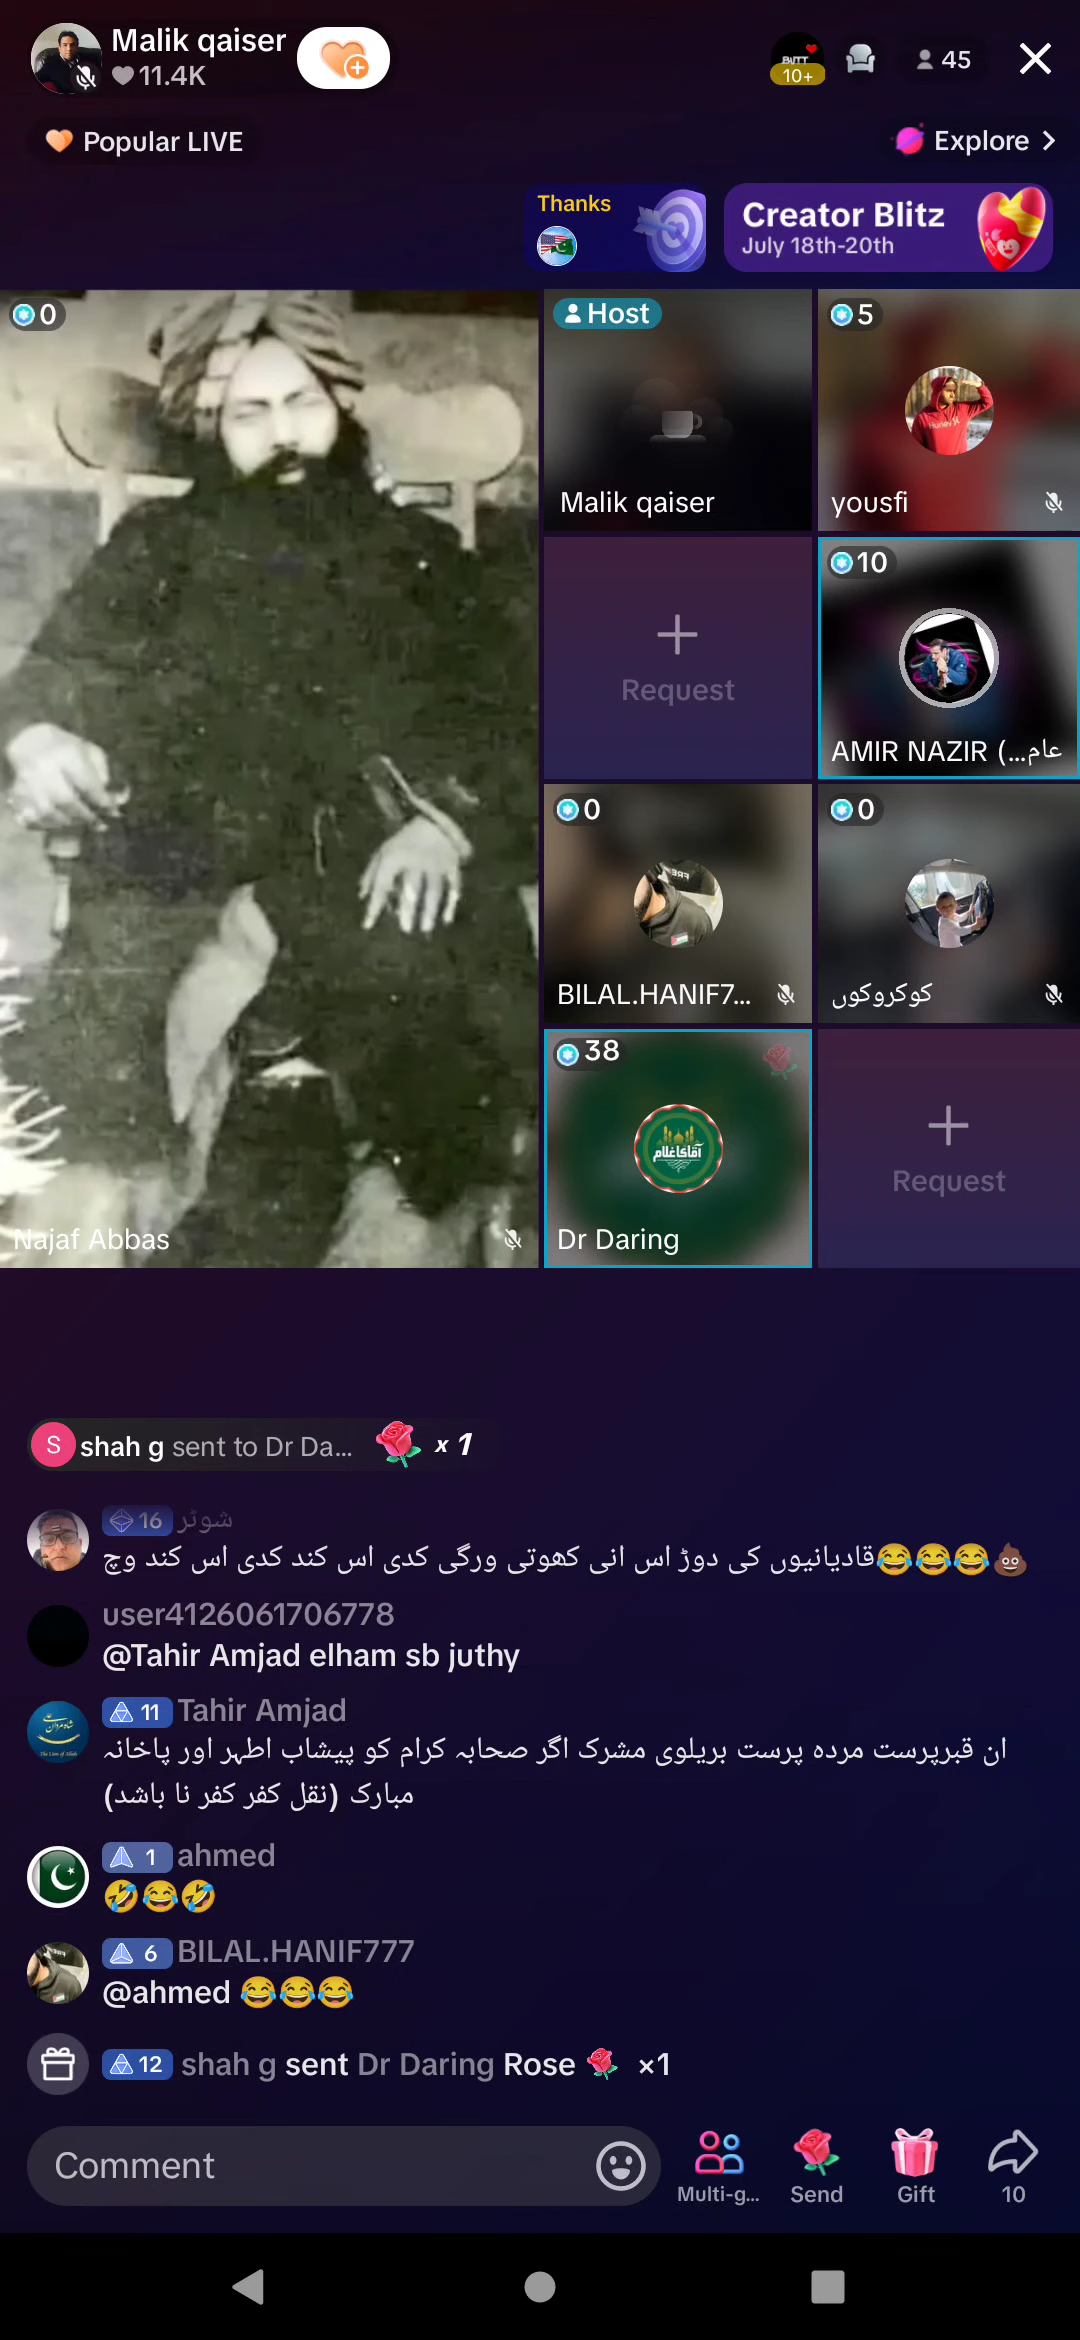 Malik qaiser
11.4K
10+
45
Popular LIVE
Explore
Thanks
Creator Blitz
July 18th-20th
0
Host
5
Malik qaiser
yousfi
10
Request
AMIR NAZIR (...عام
0
0
BILAL.HANIF7...
کوکروکوں
38
آقا کا غلام
Request
Najaf Abbas
Dr Daring
S
shah g sent to Dr Da... x 1
16 شوٹر
قادیانیوں کی دوڑ اس انی کھوتی ورگی کدی اس کند کدی اس کند وچ😂😂😂💩
user4126061706778
@Tahir Amjad elham sb juthy
11 Tahir Amjad
ان قبرپرست مردہ پرست بریلوی مشرک اگر صحابہ کرام کو پیشاب اطہر اور پاخانہ
مبارک (نقل کفر کفر نا باشد)
1 ahmed
🤣😂🤣
6 BILAL.HANIF777
@ahmed 😂😂😂
12 shah g sent Dr Daring Rose 🌹 ×1
Comment
Multi-g...
Send
Gift
10